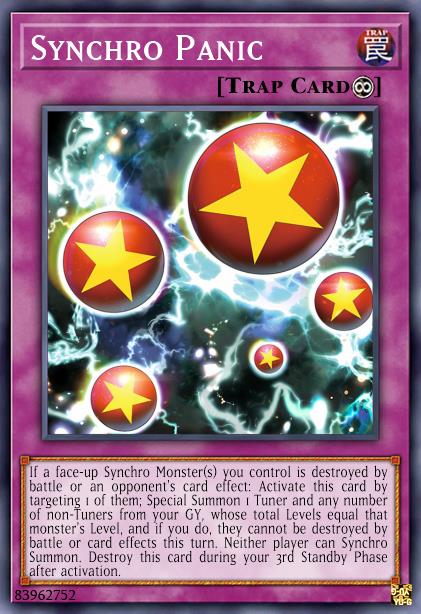 Synchro Panic
TRAP
罠
[Trap Card]
If a face-up Synchro Monster(s) you control is destroyed by
battle or an opponent's card effect: Activate this card by
targeting 1 of them; Special Summon 1 Tuner and any number
of non-Tuners from your GY, whose total Levels equal that
monster's Level, and if you do, they cannot be destroyed by
battle or card effects this turn. Neither player can Synchro
Summon. Destroy this card during your 3rd Standby Phase
after activation.
83962752